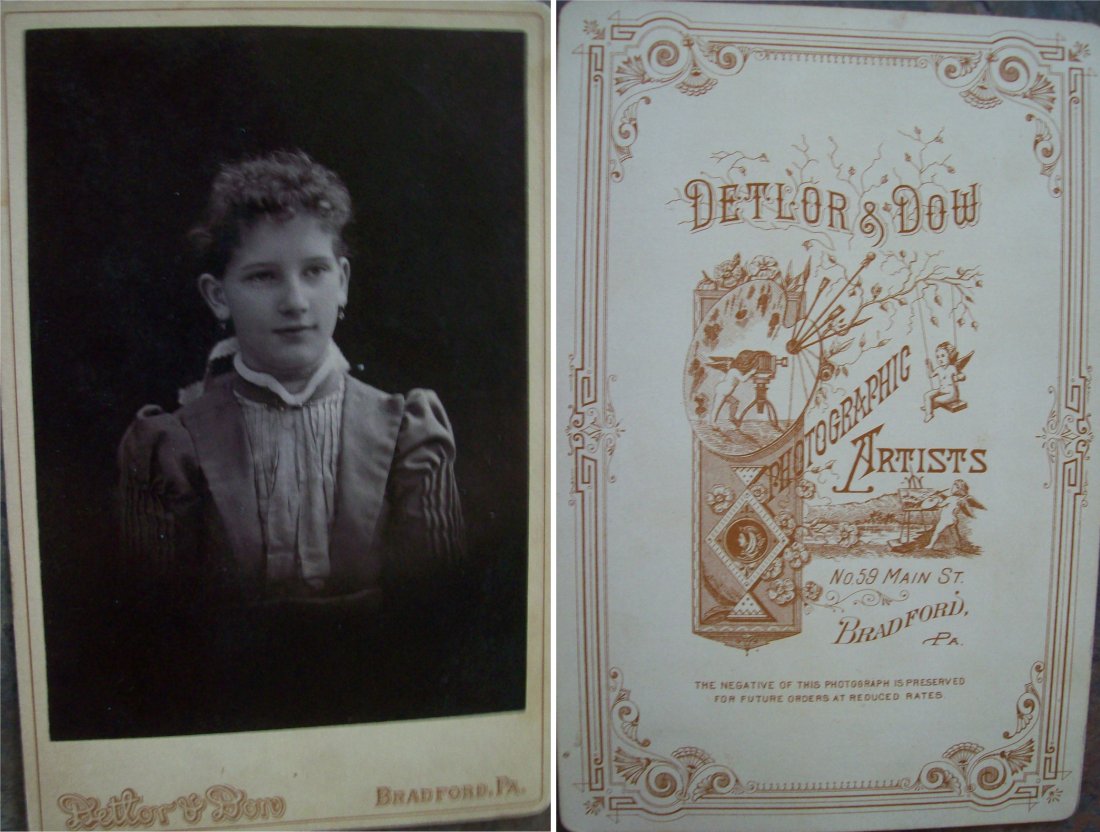 Detlor & Dow
BRADFORD, PA.
DETLOR & DOW
PHOTOGRAPHIC
ARTISTS
No. 59 MAIN ST.
BRADFORD,
PA.
THE NEGATIVE OF THIS PHOTOGRAPH IS PRESERVED
FOR FUTURE ORDERS AT REDUCED RATES.